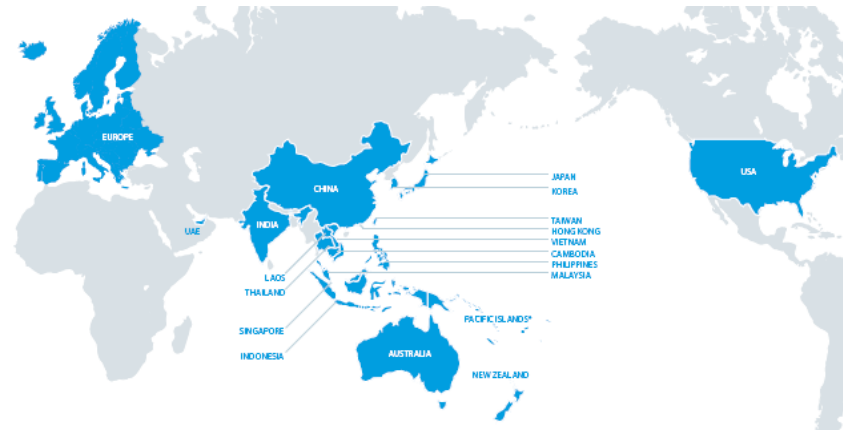 EUROPE
USA
CHINA
JAPAN
KOREA
INDIA
UAE
TAIWAN
HONG KONG
VIETNAM
CAMBODIA
PHILIPPINES
MALAYSIA
LAOS
THAILAND
SINGAPORE
PACIFIC ISLANDS*
INDONESIA
AUSTRALIA
NEW ZEALAND